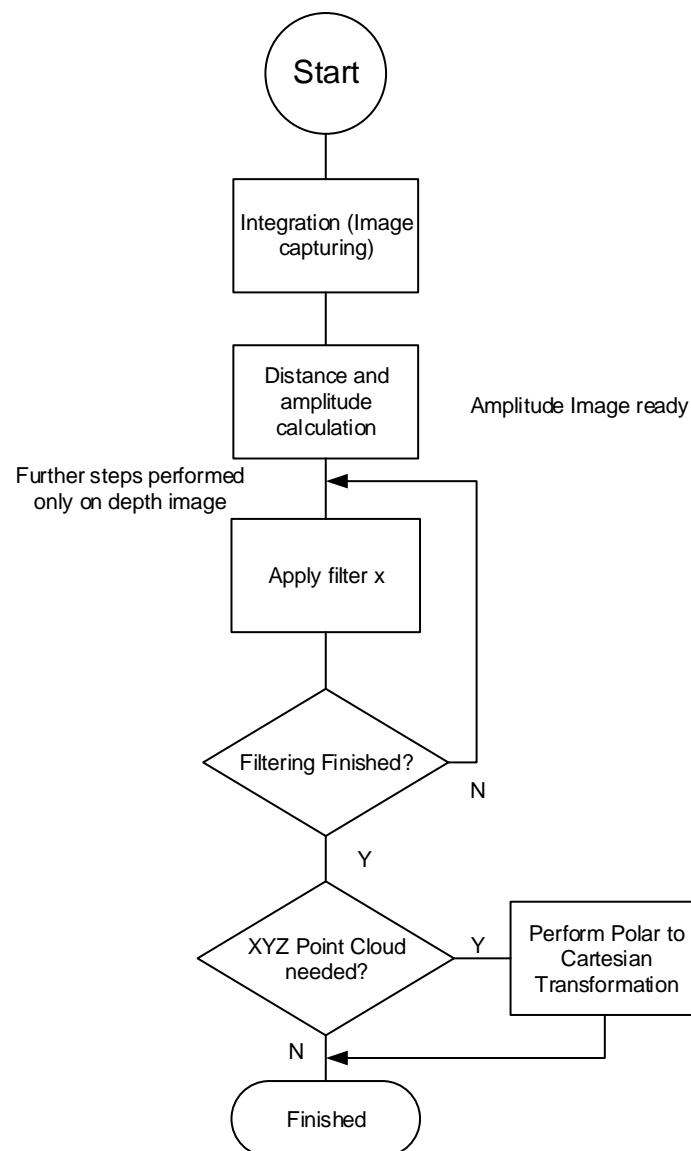 Start
Integration (Image
capturing)
Distance and
amplitude
calculation
Amplitude Image ready
Further steps performed
only on depth image
Apply filter x
Filtering Finished?
N
Y
XYZ Point Cloud
needed?
Y
Perform Polar to
Cartesian
Transformation
N
Finished